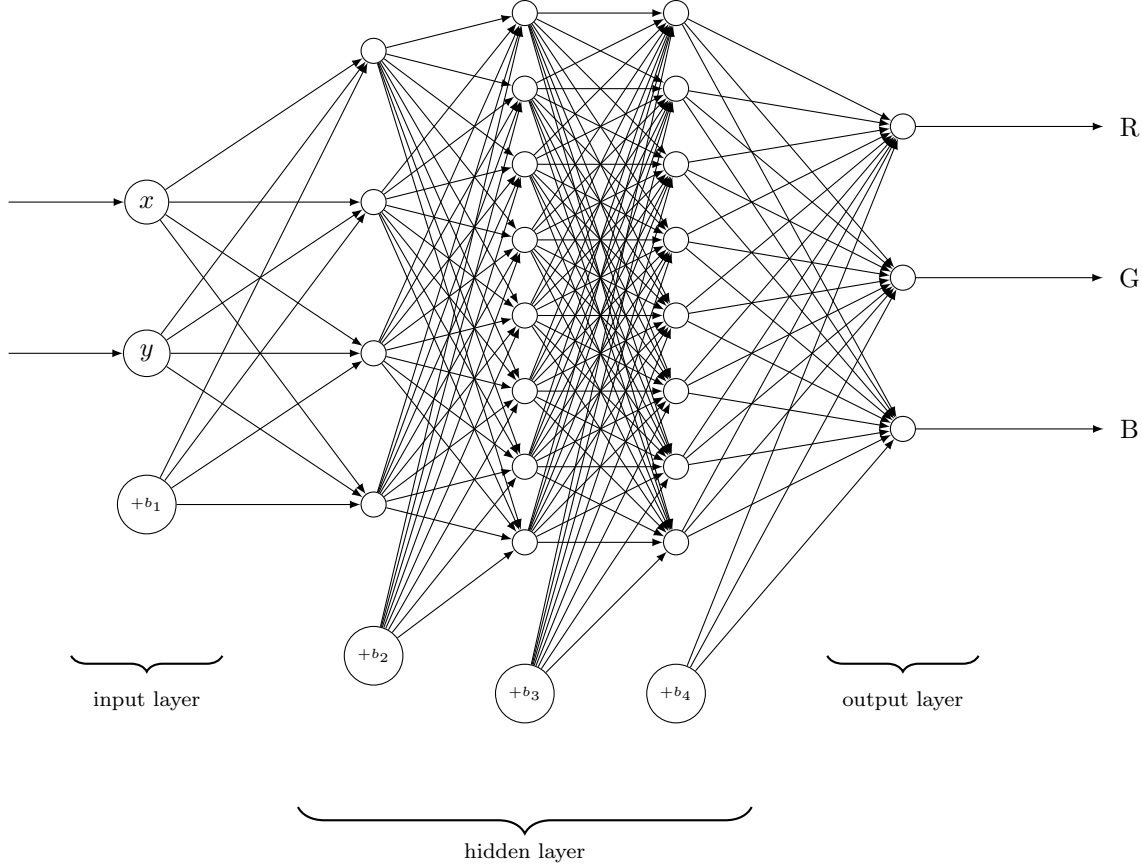 R
x
G
y
B
+b₁
+b₂
+b₃
+b₄
input layer
output layer
hidden layer